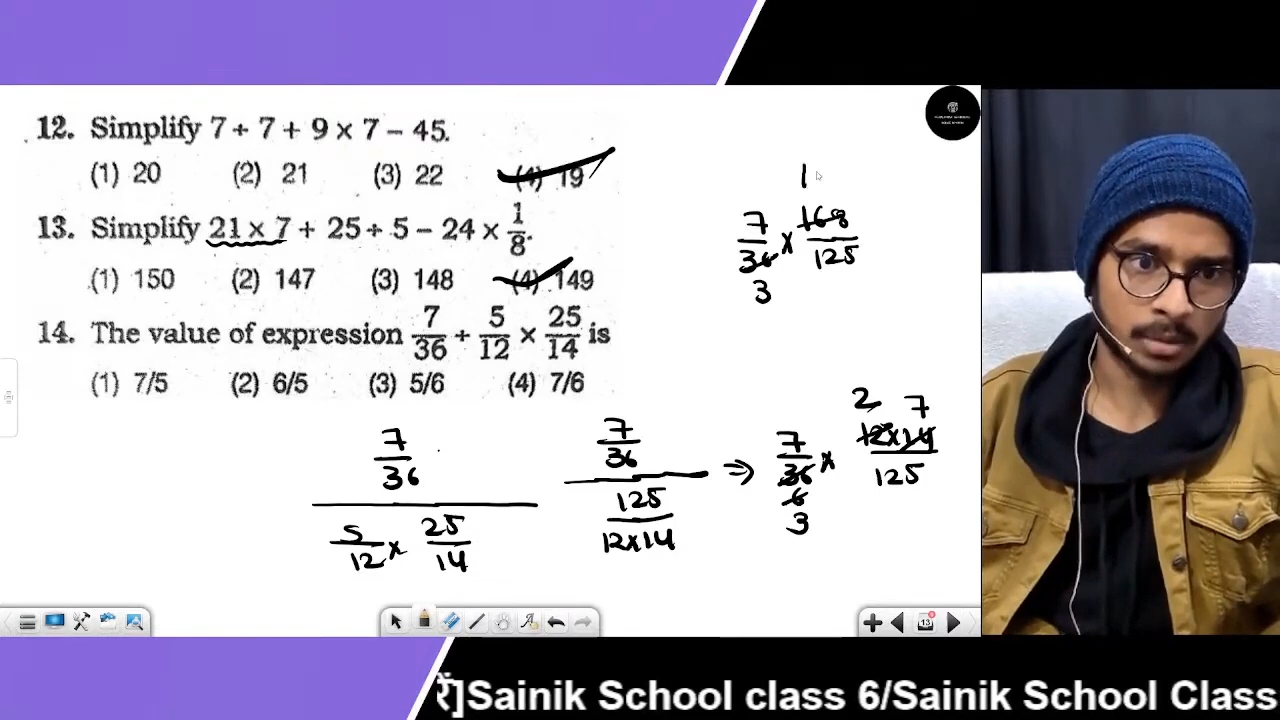 12. Simplify 7 ÷ 7 + 9 × 7 – 45.
(1) 20 (2) 21 (3) 22 (4) 19
13. Simplify 21 × 7 + 25 ÷ 5 – 24 × 1/8.
(1) 150 (2) 147 (3) 148 (4) 149
14. The value of expression 7/36 ÷ 5/12 × 25/14 is
(1) 7/5 (2) 6/5 (3) 5/6 (4) 7/6
1
7/36 × 168/125
3
7/36
5/12 × 25/14
7/36
125/12×14
⇒ 7/36 × 12×14/125
2 7
6
3
13
रें]Sainik School class 6/Sainik School Class